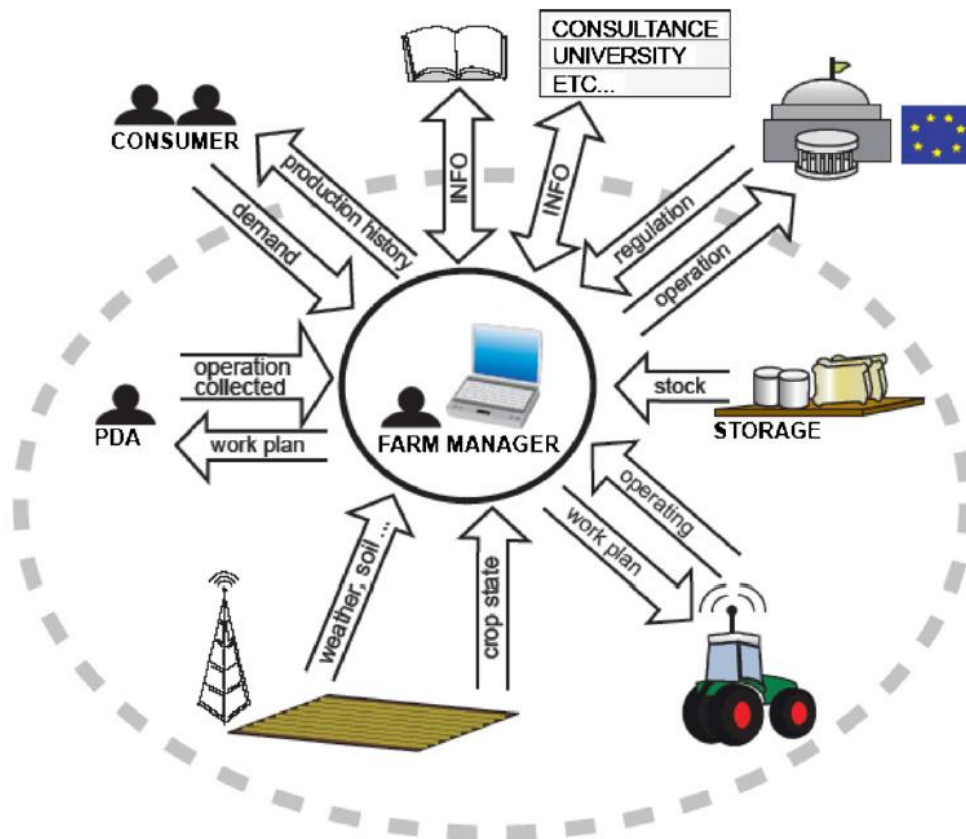 CONSULTANCE
UNIVERSITY
ETC...
CONSUMER
INFO
INFO
production history
demand
regulation
operation
operation
collected
PDA
work plan
FARM MANAGER
stock
STORAGE
operating
work plan
weather, soil ...
crop state